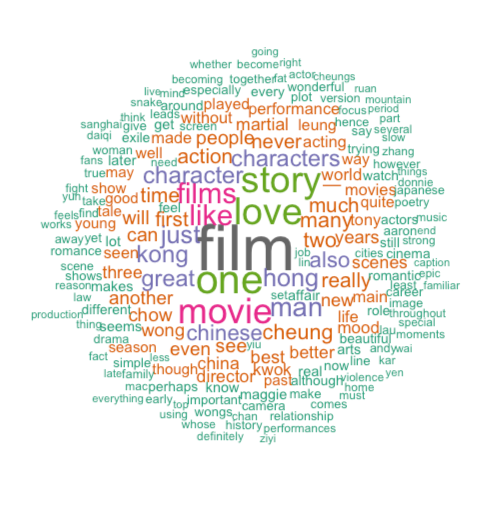 going
whether become right
becoming together fat actor cheungs
live mind especially every wonderful ruan
snake around played plot version mountain
think leads without performance focus period
sanghai give get screen martial leung hence part
daiqi exile made people never acting say several
woman need action trying slow
fans later well characters way zhang
true may character world watch things however
fight show films story — movies donnie
yun take good time feel like love much quite japanese poetry
feels find tale will first many tony actors music
works young can just film two years aaron end
away yet lot still strong
romance seen kong job also scenes cities cinema
scene three great one hong lin really romantic epic caption
shows makes set affair new main career least familiar
reason another movie man life image
law different chow role throughout
production seems wong chinese cheung mood special
thing drama season even see yiu beautiful lau moments
fact simple less china best better arts andy wai
late family though director kwok real now line kar
mac perhaps know past although violence yen
everything early important maggie make home must
top wongs camera comes
using chan relationship
whose history performances
definitely ziyi